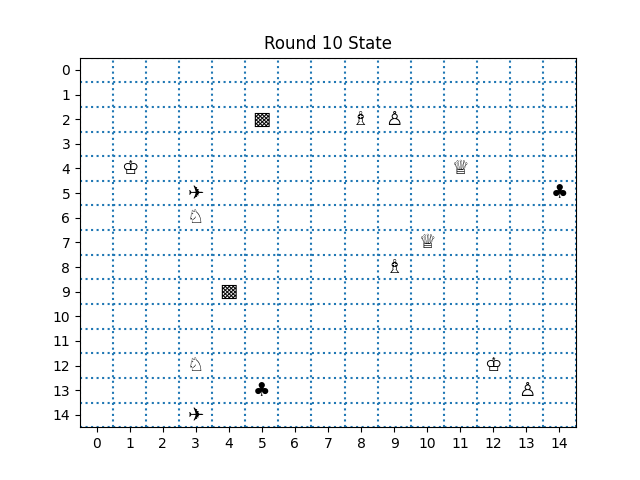 Round 10 State
0
1
2 ▩ ♗ ♙
3
4 ♔ ♕
5 ✈ ♣
6 ♘
7 ♕
8 ♗
9 ▩
10
11
12 ♘ ♔
13 ♣ ♙
14 ✈
0 1 2 3 4 5 6 7 8 9 10 11 12 13 14